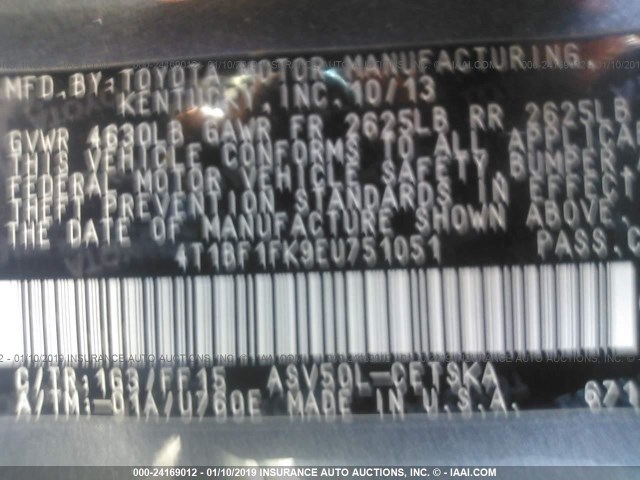 MFD. BY: TOYOTA MOTOR MANUFACTURING
KENTUCKY, INC. 10/13
GVWR 4630LB GAWR FR 2625LB RR 2625LB
THIS VEHICLE CONFORMS TO ALL APPLICA
FEDERAL MOTOR VEHICLE SAFETY, BUMPER,
THEFT PREVENTION STANDARDS IN EFFECT
THE DATE OF MANUFACTURE SHOWN ABOVE.
4T1BF1FK9EU751051 PASS.C
C/TR:1G3/FF15 ASV50L-CETSKA
A/TM:-01A/U760E MADE IN U.S.A. 671
000-24169012 - 01/10/2019 INSURANCE AUTO AUCTIONS, INC. - © IAAI.COM